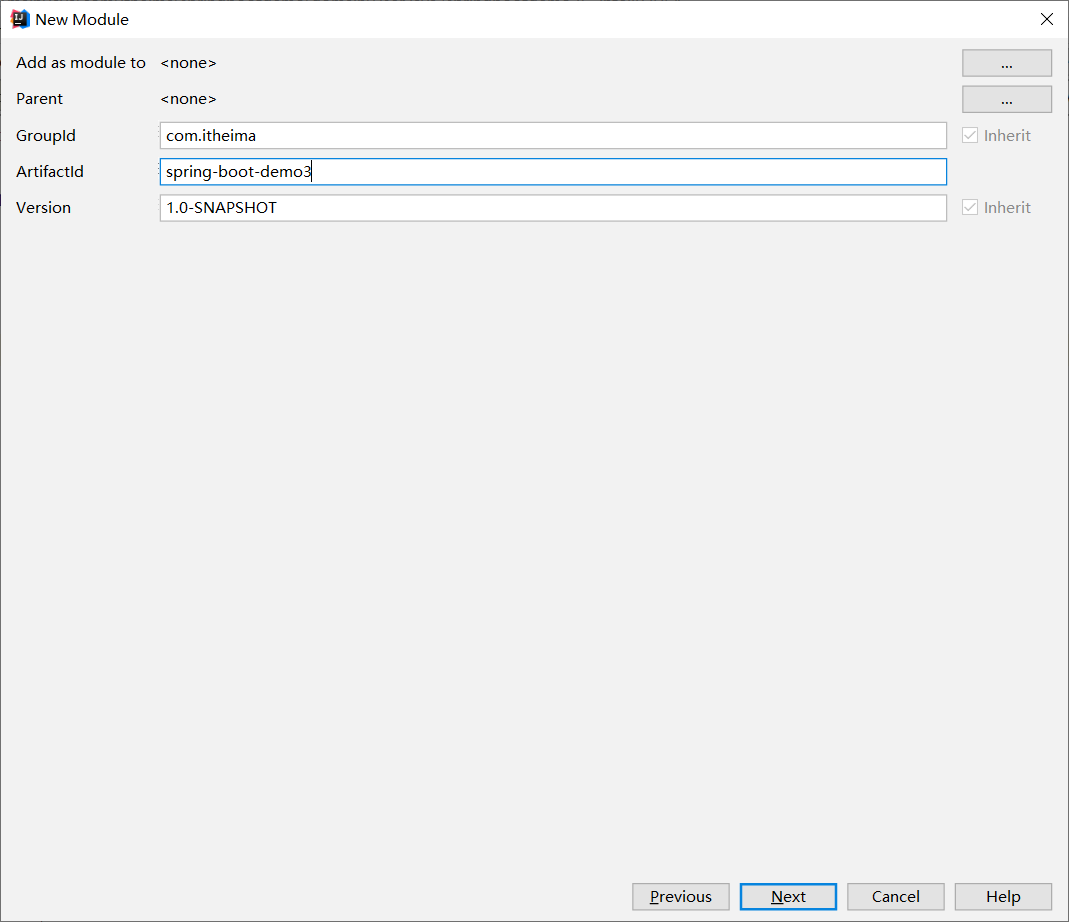 New Module
Add as module to <none> ...
Parent <none> ...
GroupId com.itheima Inherit
ArtifactId spring-boot-demo3
Version 1.0-SNAPSHOT Inherit
Previous Next Cancel Help